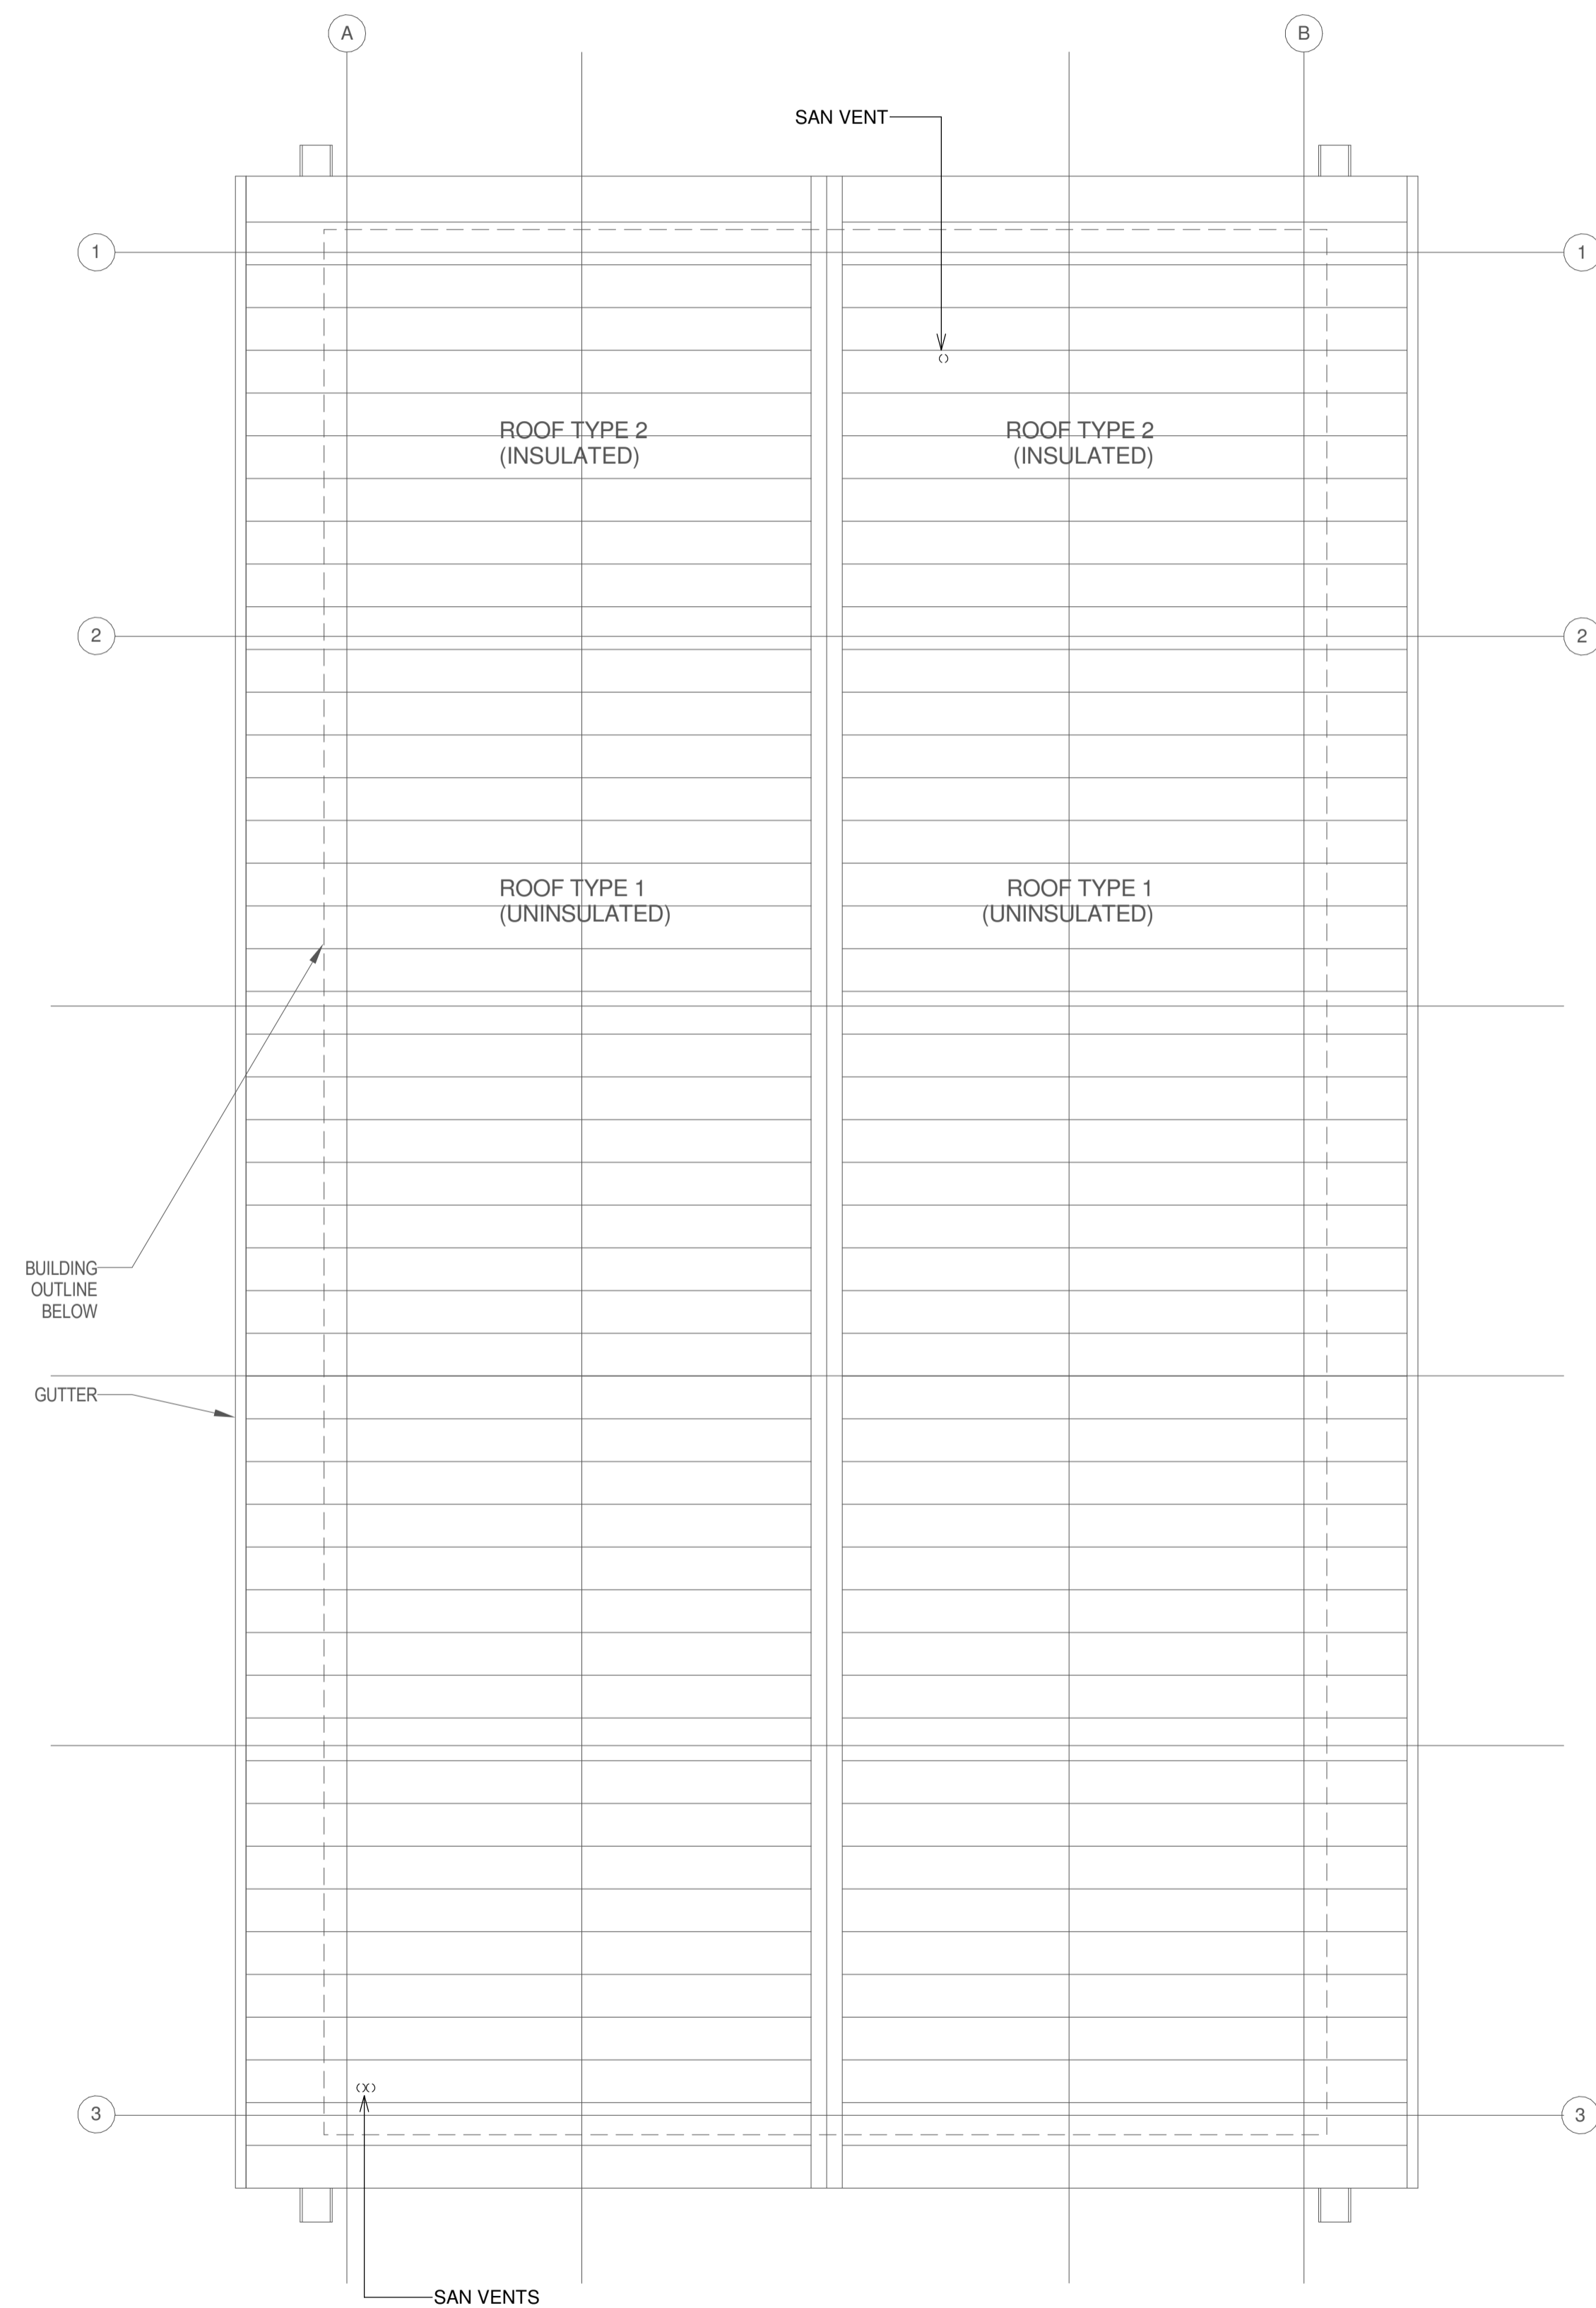 A
B
SAN VENT
1
1
ROOF TYPE 2
(INSULATED)
ROOF TYPE 2
(INSULATED)
2
2
ROOF TYPE 1
(UNINSULATED)
ROOF TYPE 1
(UNINSULATED)
BUILDING
OUTLINE
BELOW
GUTTER
3
3
SAN VENTS